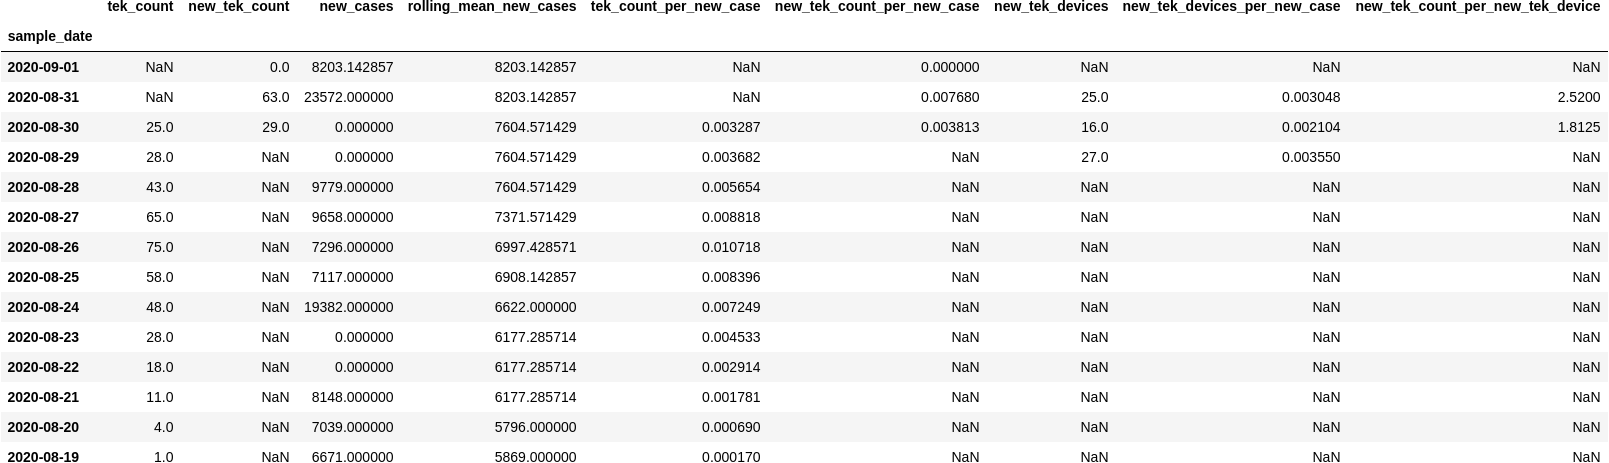 tek_count new_tek_count new_cases rolling_mean_new_cases tek_count_per_new_case new_tek_count_per_new_case new_tek_devices new_tek_devices_per_new_case new_tek_count_per_new_tek_device
sample_date
2020-09-01 NaN 0.0 8203.142857 8203.142857 NaN 0.000000 NaN NaN NaN
2020-08-31 NaN 63.0 23572.000000 8203.142857 NaN 0.007680 25.0 0.003048 2.5200
2020-08-30 25.0 29.0 0.000000 7604.571429 0.003287 0.003813 16.0 0.002104 1.8125
2020-08-29 28.0 NaN 0.000000 7604.571429 0.003682 NaN 27.0 0.003550 NaN
2020-08-28 43.0 NaN 9779.000000 7604.571429 0.005654 NaN NaN NaN NaN
2020-08-27 65.0 NaN 9658.000000 7371.571429 0.008818 NaN NaN NaN NaN
2020-08-26 75.0 NaN 7296.000000 6997.428571 0.010718 NaN NaN NaN NaN
2020-08-25 58.0 NaN 7117.000000 6908.142857 0.008396 NaN NaN NaN NaN
2020-08-24 48.0 NaN 19382.000000 6622.000000 0.007249 NaN NaN NaN NaN
2020-08-23 28.0 NaN 0.000000 6177.285714 0.004533 NaN NaN NaN NaN
2020-08-22 18.0 NaN 0.000000 6177.285714 0.002914 NaN NaN NaN NaN
2020-08-21 11.0 NaN 8148.000000 6177.285714 0.001781 NaN NaN NaN NaN
2020-08-20 4.0 NaN 7039.000000 5796.000000 0.000690 NaN NaN NaN NaN
2020-08-19 1.0 NaN 6671.000000 5869.000000 0.000170 NaN NaN NaN NaN